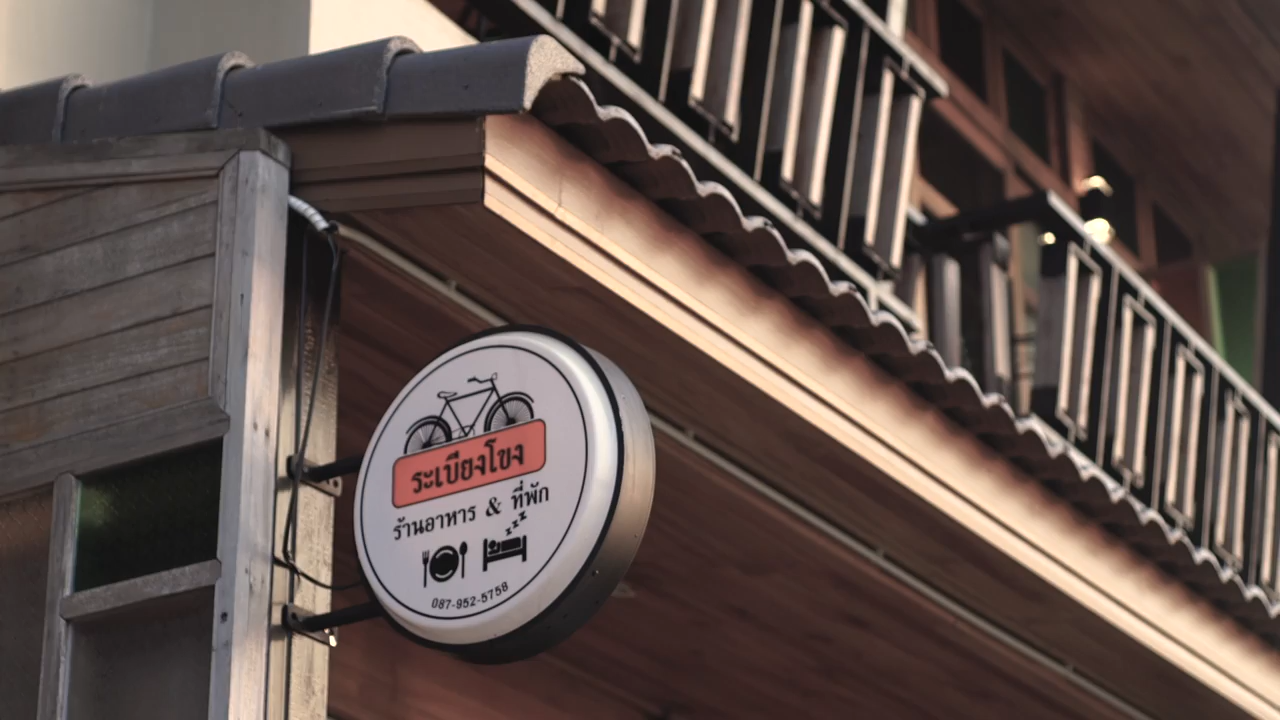 ระเบียงโขง
ร้านอาหาร & ที่พัก
z z z z
087-952-5758